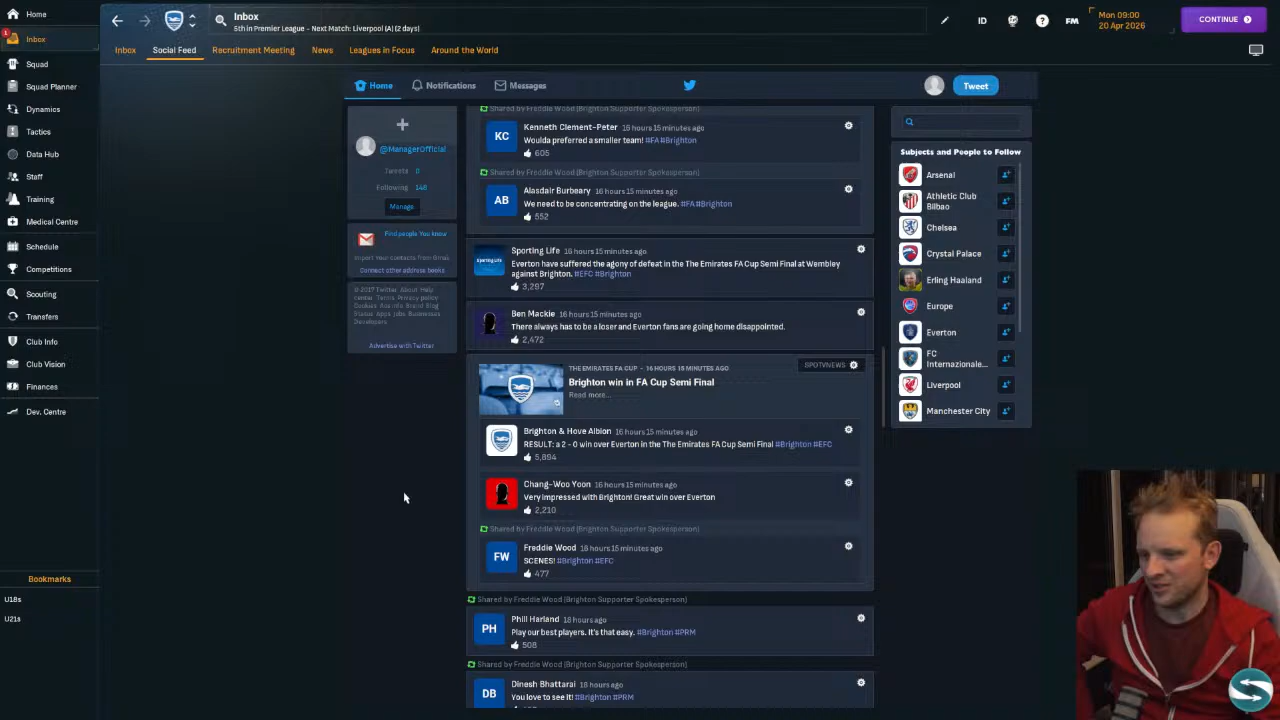 Home
1
Inbox
Squad
Squad Planner
Dynamics
Tactics
Data Hub
Staff
Training
Medical Centre
Schedule
Competitions
Scouting
Transfers
Club Info
Club Vision
Finances
Dev. Centre
Bookmarks
U18s
U21s
Inbox
5th in Premier League - Next Match: Liverpool (A) (2 days)
ID
FM
Mon 09:00
20 Apr 2026
CONTINUE
Inbox
Social Feed
Recruitment Meeting
News
Leagues in Focus
Around the World
Home
Notifications
Messages
Tweet
@ManagerOfficial
Tweets 0
Following 146
Manage
Find people You know
Import Your contacts from Gmail
Connect other address books
© 2017 Twitter About Help
center Terms Privacy policy
Cookies Ads info Brand Blog
Status Apps Jobs Businesses
Developers
Advertise with Twitter
Shared by Freddie Wood (Brighton Supporter Spokesperson)
KC
Kenneth Clement-Peter 16 hours 15 minutes ago
Woulda preferred a smaller team! #FA #Brighton
605
Shared by Freddie Wood (Brighton Supporter Spokesperson)
AB
Alasdair Burbeary 16 hours 15 minutes ago
We need to be concentrating on the league. #FA #Brighton
552
Sporting Life
Sporting Life 16 hours 15 minutes ago
Everton have suffered the agony of defeat in the The Emirates FA Cup Semi Final at Wembley
against Brighton. #EFC #Brighton
3,297
Ben Mackie 16 hours 15 minutes ago
There always has to be a loser and Everton fans are going home disappointed.
2,472
THE EMIRATES FA CUP - 16 HOURS 15 MINUTES AGO
SPOTVNEWS
Brighton win in FA Cup Semi Final
Read more...
Brighton & Hove Albion 16 hours 15 minutes ago
RESULT: a 2 - 0 win over Everton in the The Emirates FA Cup Semi Final #Brighton #EFC
5,894
Chang-Woo Yoon 16 hours 15 minutes ago
Very impressed with Brighton! Great win over Everton
2,210
Shared by Freddie Wood (Brighton Supporter Spokesperson)
FW
Freddie Wood 16 hours 15 minutes ago
SCENES! #Brighton #EFC
477
Shared by Freddie Wood (Brighton Supporter Spokesperson)
PH
Phill Harland 16 hours ago
Play our best players. It's that easy. #Brighton #PRM
508
Shared by Freddie Wood (Brighton Supporter Spokesperson)
DB
Dinesh Bhattarai 16 hours ago
You love to see it! #Brighton #PRM
Subjects and People to Follow
Arsenal
Athletic Club
Bilbao
Chelsea
Crystal Palace
Erling Haaland
Europe
Everton
FC
Internazionale...
Liverpool
Manchester City